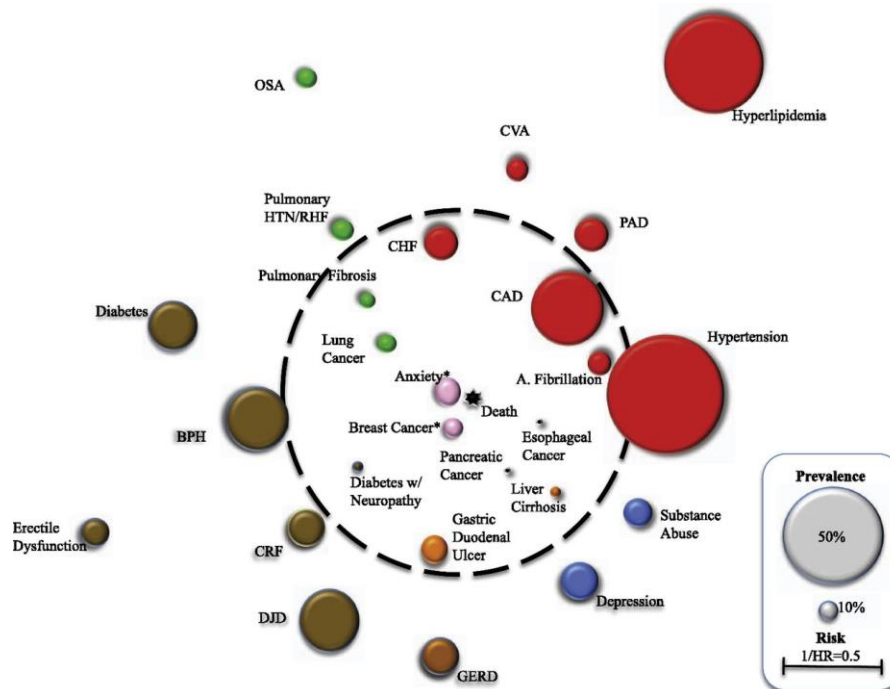 OSA
Hyperlipidemia
CVA
Pulmonary
HTN/RHF
PAD
CHF
Pulmonary Fibrosis
CAD
Diabetes
Hypertension
Lung
Cancer
Anxiety*
A. Fibrillation
Death
BPH
Breast Cancer*
Esophageal
Cancer
Pancreatic
Cancer
Diabetes w/
Neuropathy
Liver
Cirrhosis
Erectile
Dysfunction
CRF
Gastric
Duodenal
Ulcer
Substance
Abuse
DJD
Depression
GERD
Prevalence
50%
10%
Risk
1/HR=0.5